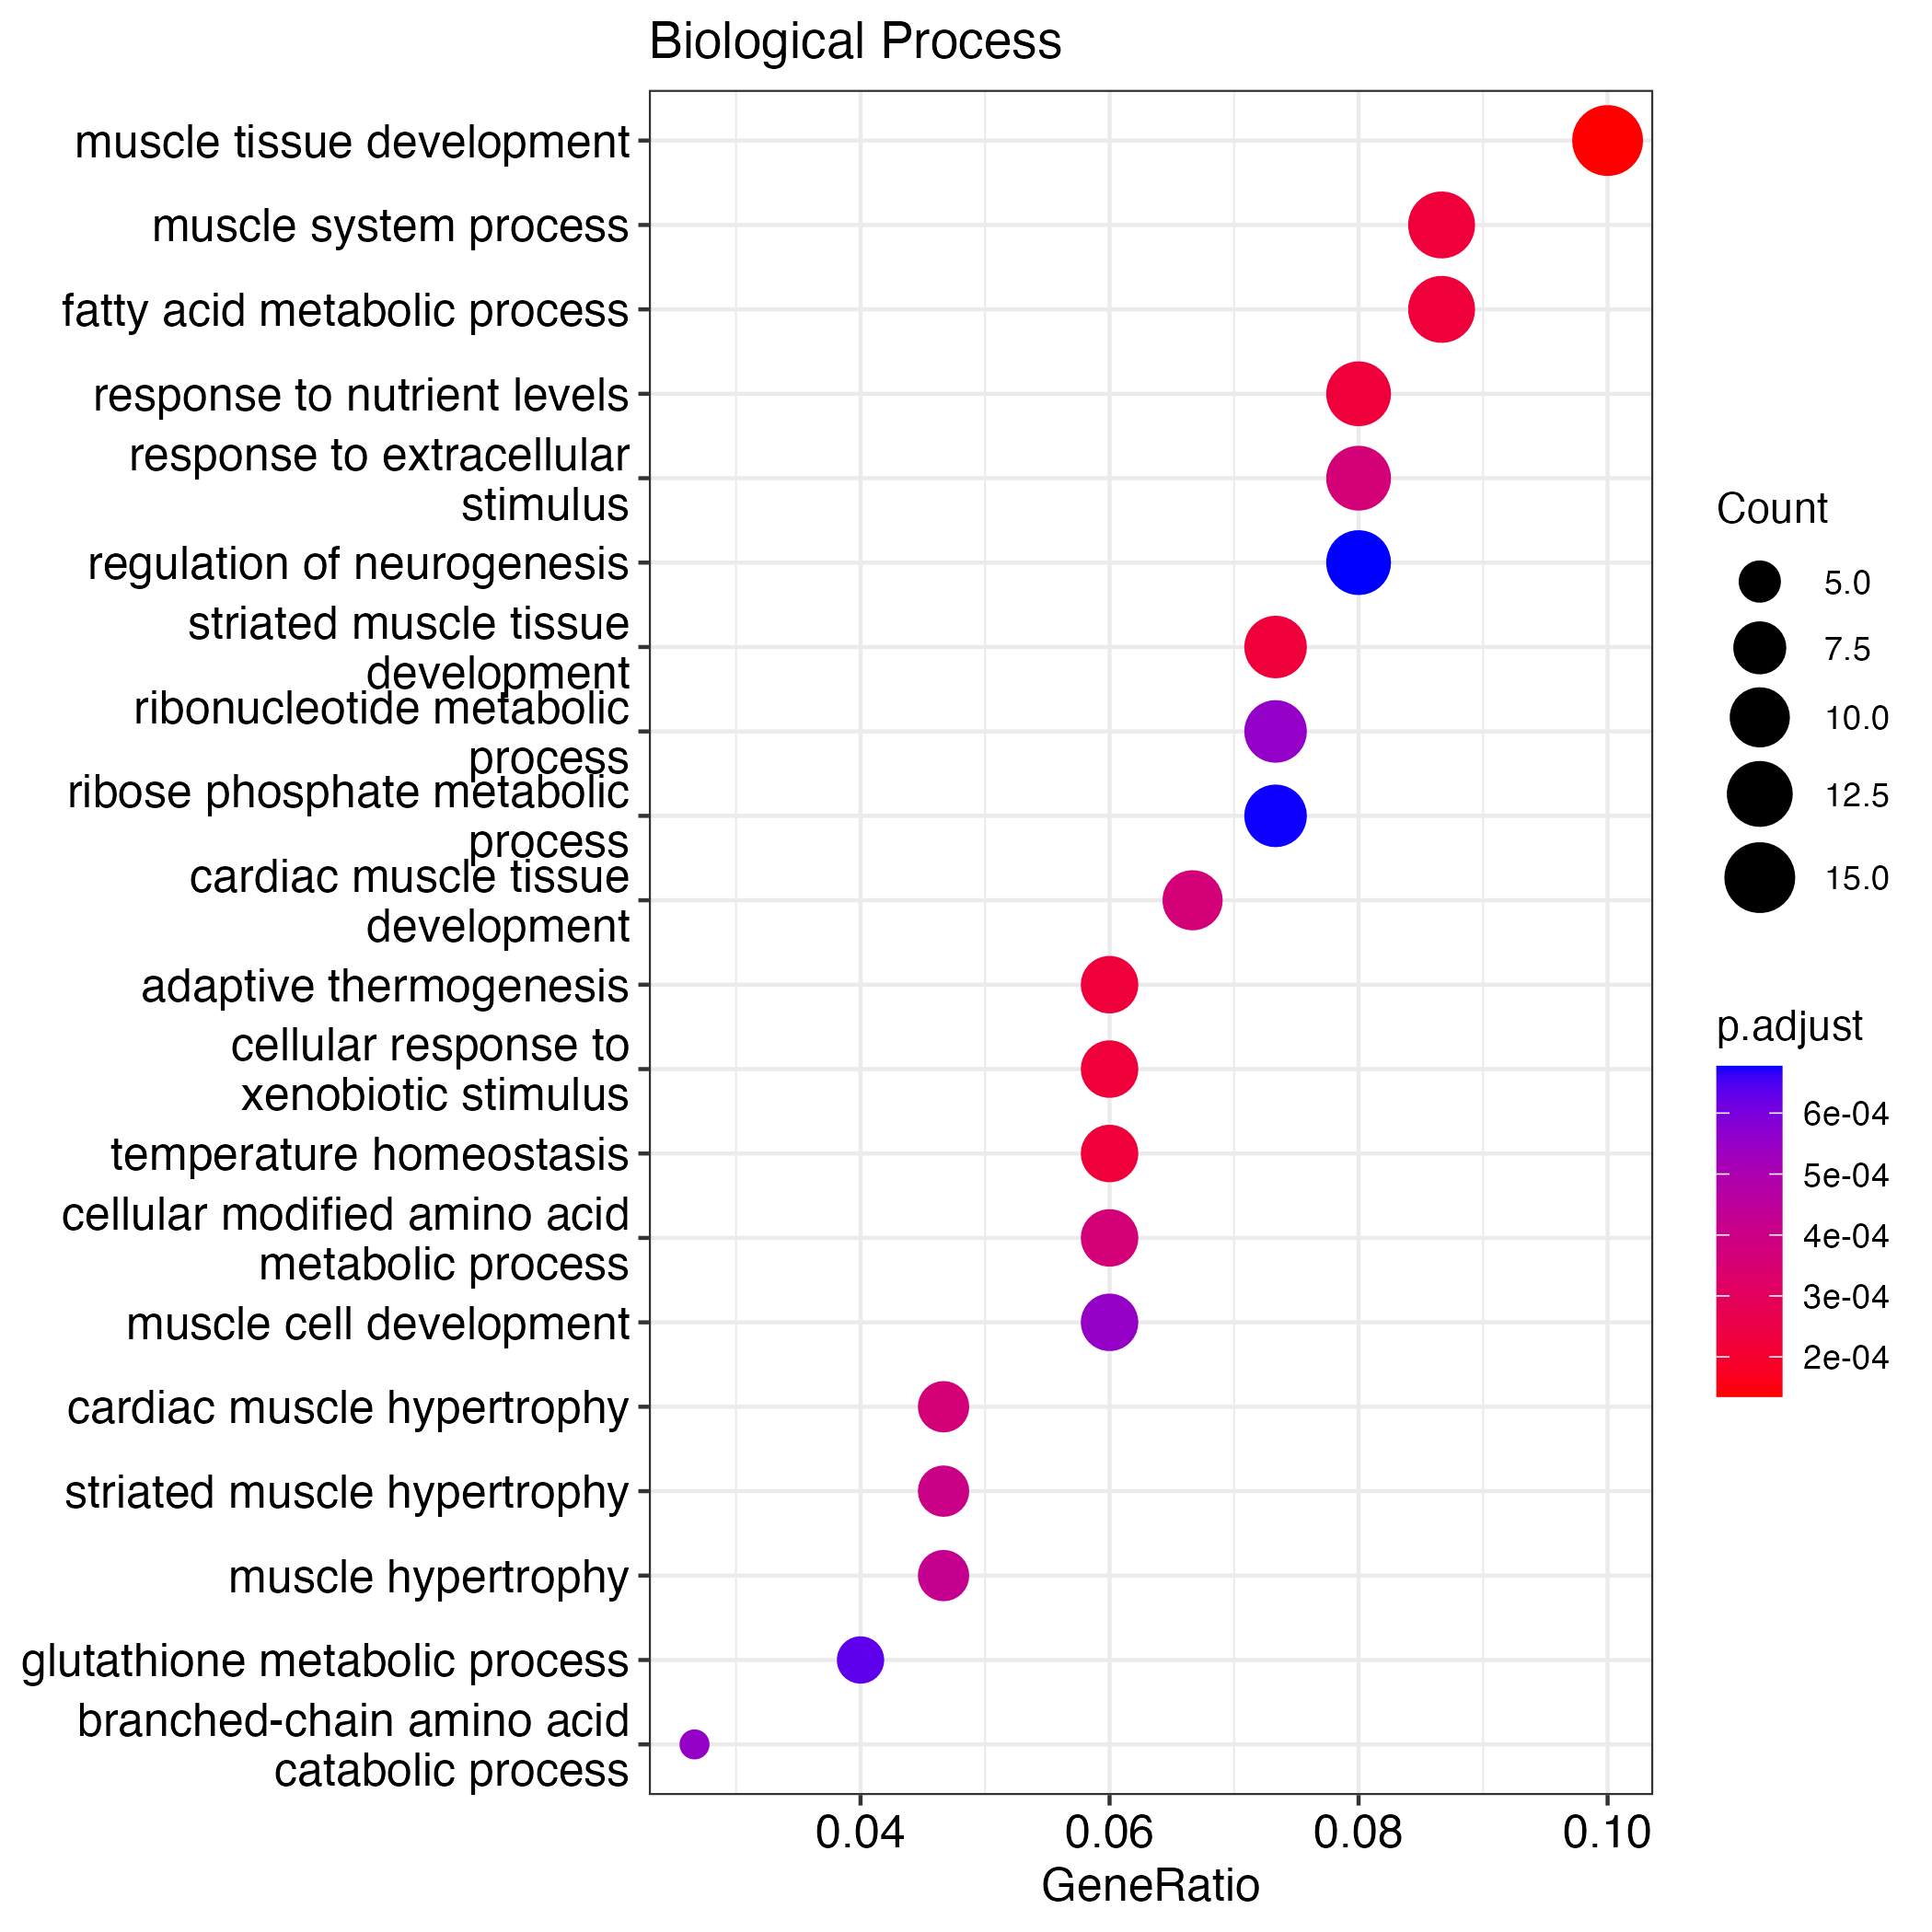 Biological Process
muscle tissue development
muscle system process
fatty acid metabolic process
response to nutrient levels
response to extracellular
stimulus
regulation of neurogenesis
striated muscle tissue
development
ribonucleotide metabolic
process
ribose phosphate metabolic
process
cardiac muscle tissue
development
adaptive thermogenesis
cellular response to
xenobiotic stimulus
temperature homeostasis
cellular modified amino acid
metabolic process
muscle cell development
cardiac muscle hypertrophy
striated muscle hypertrophy
muscle hypertrophy
glutathione metabolic process
branched-chain amino acid
catabolic process
0.04 0.06 0.08 0.10
GeneRatio
Count
5.0
7.5
10.0
12.5
15.0
p.adjust
6e-04
5e-04
4e-04
3e-04
2e-04